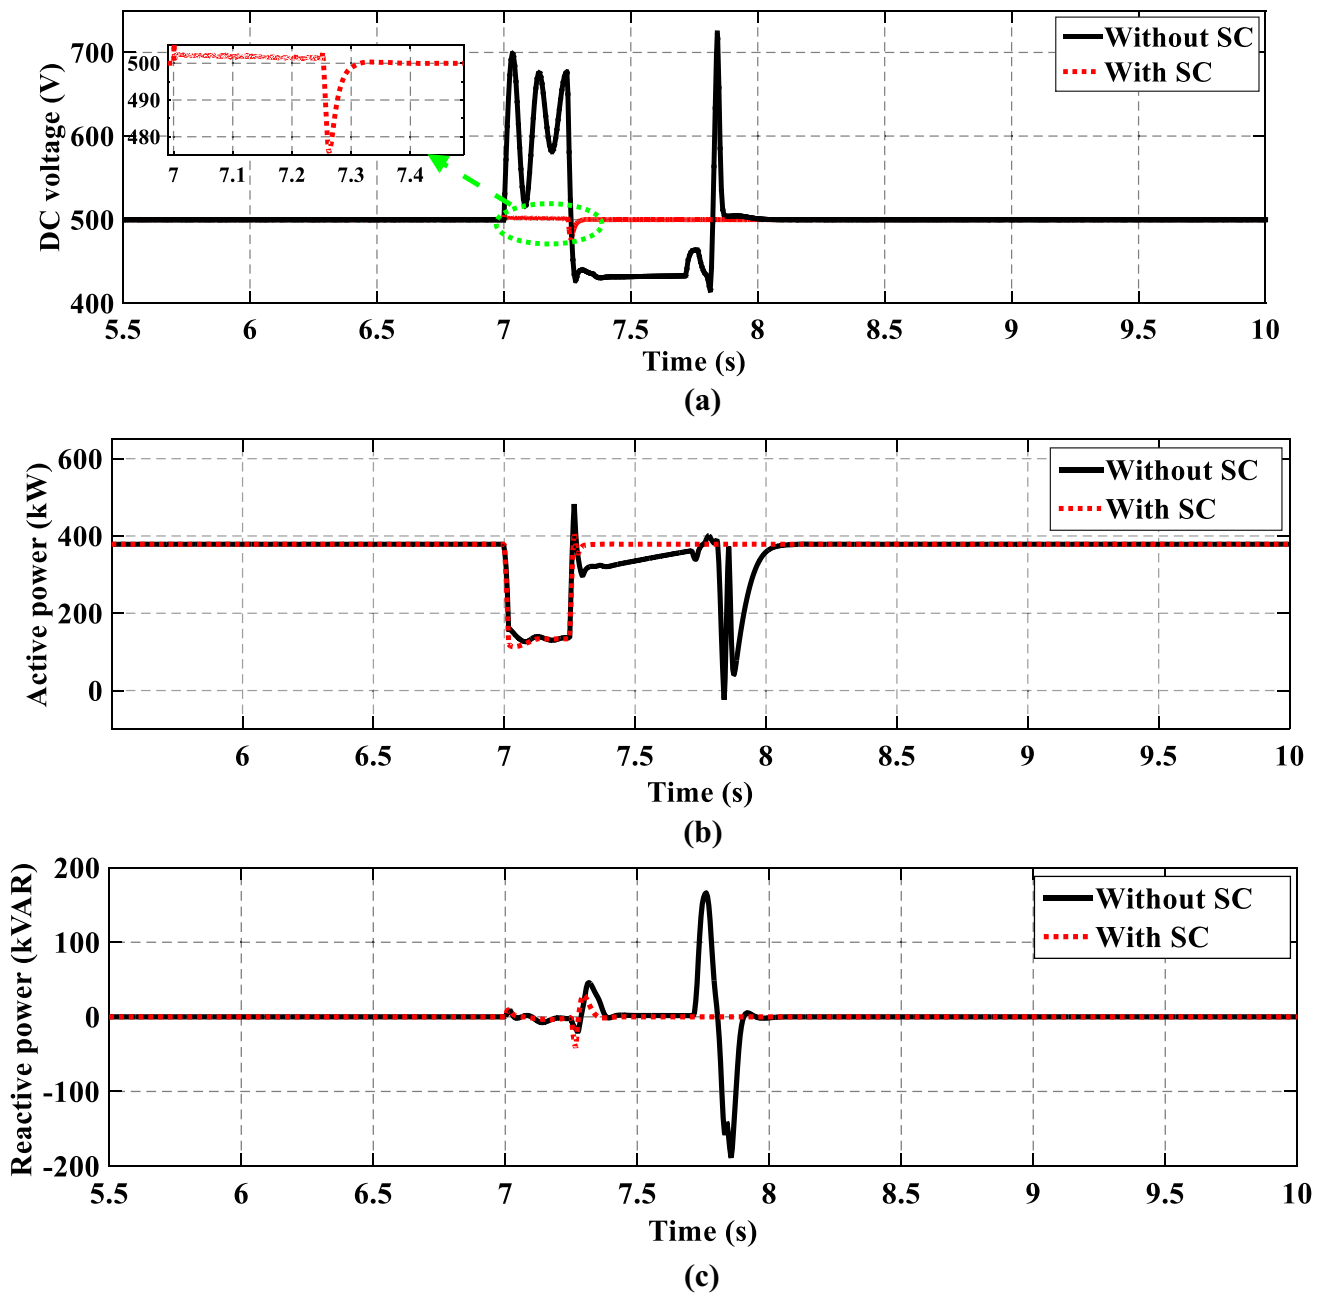 700
600
500
400
DC voltage (V)
500
490
480
7 7.1 7.2 7.3 7.4
Without SC
With SC
5.5 6 6.5 7 7.5 8 8.5 9 9.5 10
Time (s)
(a)
600
400
200
0
Active power (kW)
Without SC
With SC
6 6.5 7 7.5 8 8.5 9 9.5 10
Time (s)
(b)
200
100
0
-100
-200
Reactive power (kVAR)
Without SC
With SC
5.5 6 6.5 7 7.5 8 8.5 9 9.5 10
Time (s)
(c)